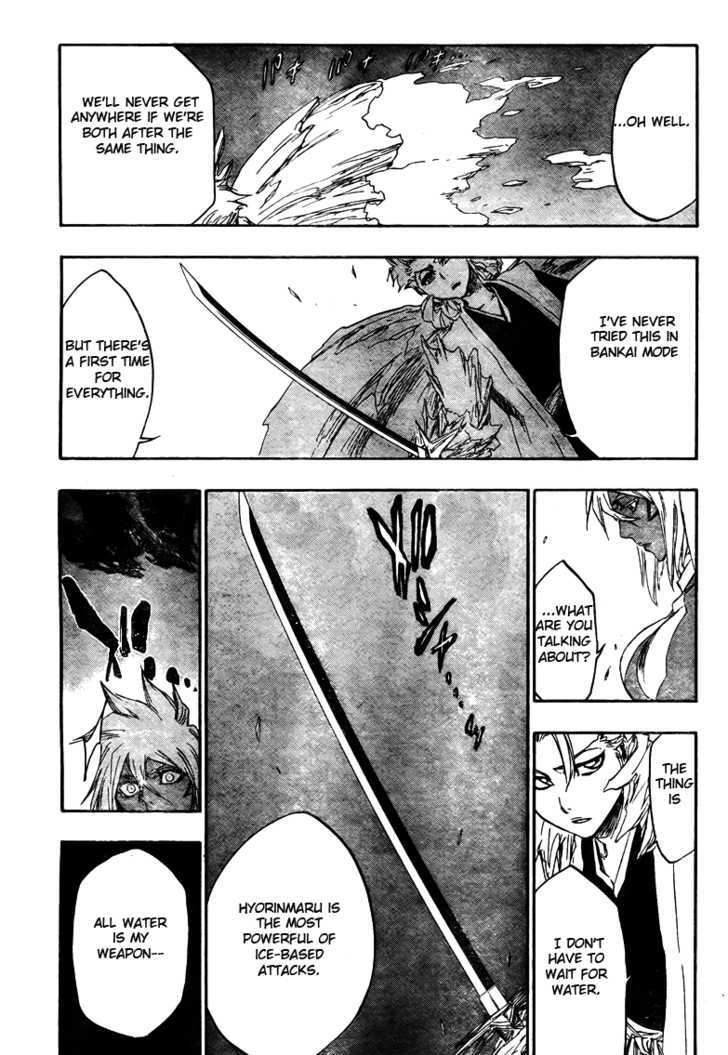 ...OH WELL.
WE'LL NEVER GET
ANYWHERE IF WE'RE
BOTH AFTER THE
SAME THING.
I'VE NEVER
TRIED THIS IN
BANKAI MODE
BUT THERE'S
A FIRST TIME
FOR
EVERYTHING.
...WHAT
ARE YOU
TALKING
ABOUT?
THE
THING
IS
I DON'T
HAVE TO
WAIT FOR
WATER.
HYORINMARU IS
THE MOST
POWERFUL OF
ICE-BASED
ATTACKS.
ALL WATER
IS MY
WEAPON--